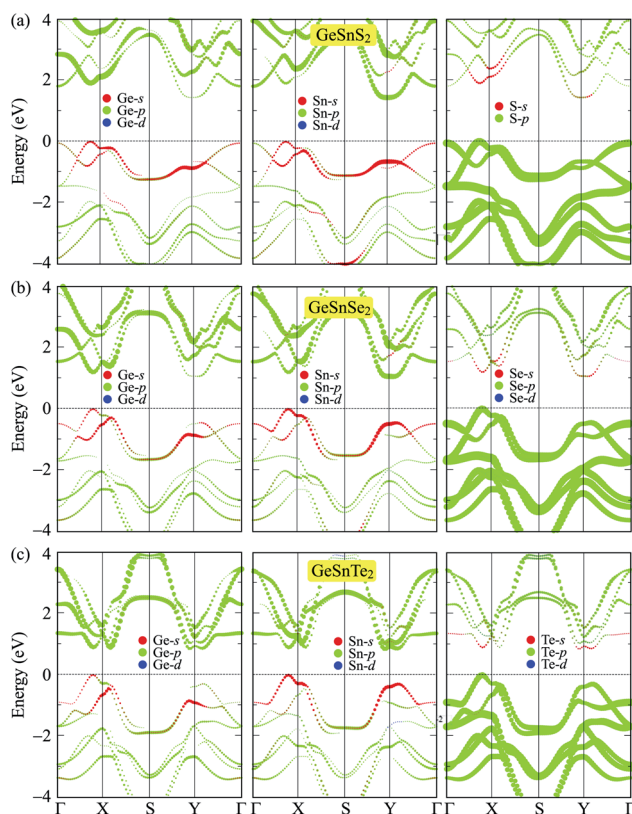 (a)
GeSnS2
Energy (eV)
4
2
0
−2
−4
Ge-s
Ge-p
Ge-d
Sn-s
Sn-p
Sn-d
S-s
S-p
(b)
GeSnSe2
Energy (eV)
4
2
0
−2
−4
Ge-s
Ge-p
Ge-d
Sn-s
Sn-p
Sn-d
Se-s
Se-p
Se-d
(c)
GeSnTe2
Energy (eV)
4
2
0
−2
−4
Ge-s
Ge-p
Ge-d
Sn-s
Sn-p
Sn-d
Te-s
Te-p
Te-d
-2
Γ X S Y Γ X S Y Γ X S Y Γ